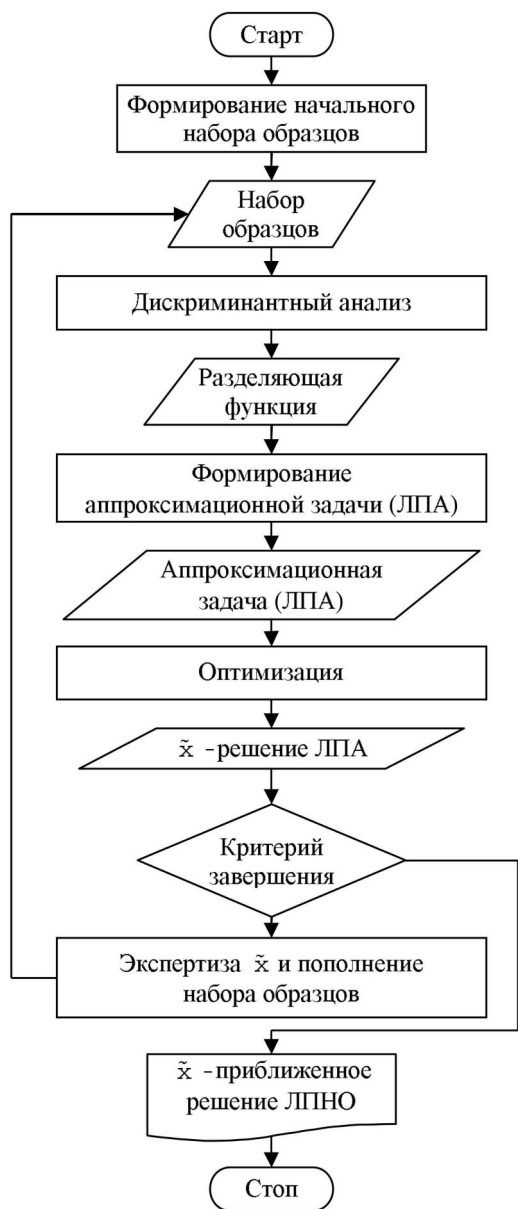 Старт
Формирование начального
набора образцов
Набор
образцов
Дискриминантный анализ
Разделяющая
функция
Формирование
аппроксимационной задачи (ЛПА)
Аппроксимационная
задача (ЛПА)
Оптимизация
x̃ -решение ЛПА
Критерий
завершения
Экспертиза x̃ и пополнение
набора образцов
x̃ -приближенное
решение ЛПНО
Стоп